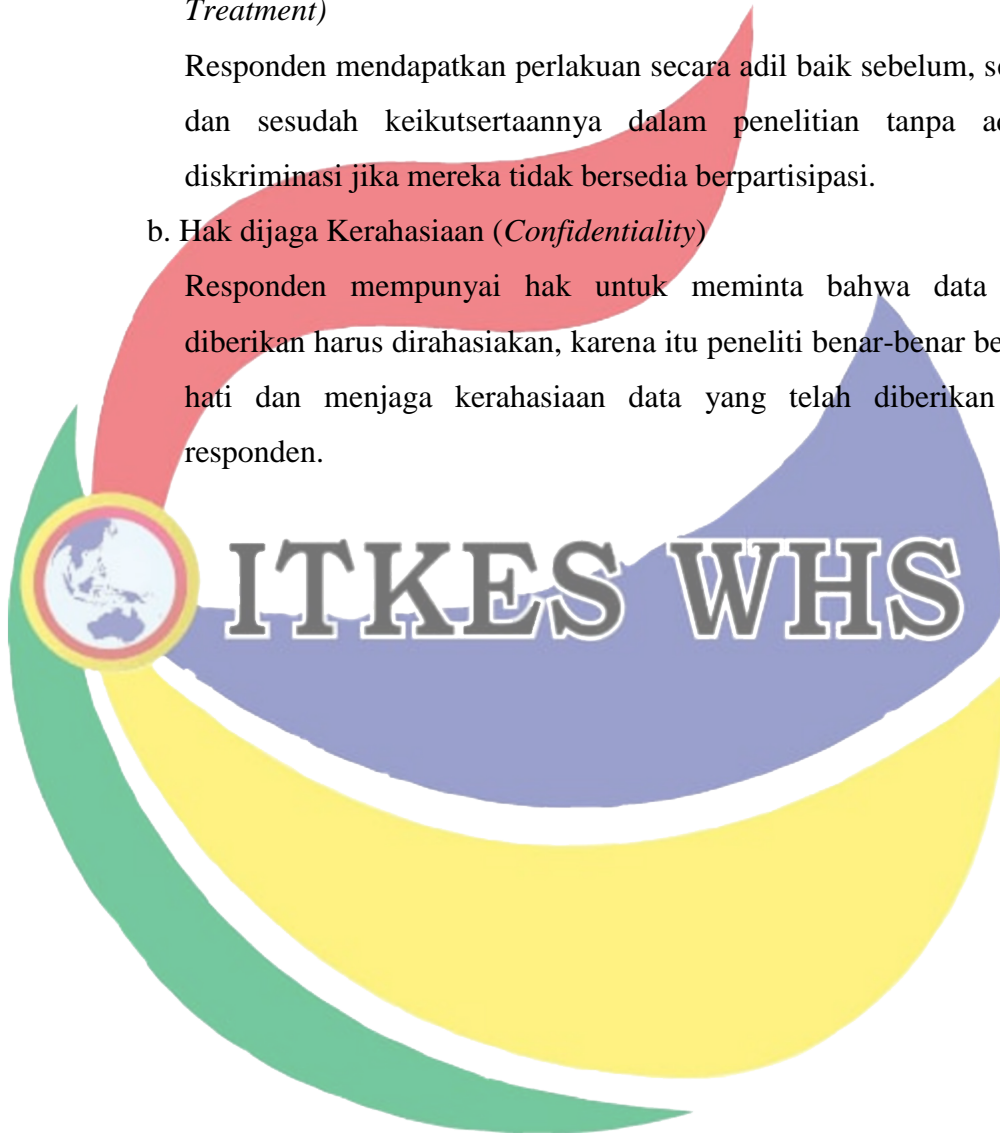 Treatment)
Responden mendapatkan perlakuan secara adil baik sebelum,
dan sesudah keikutsertaannya dalam penelitian tanpa
diskriminasi jika mereka tidak bersedia berpartisipasi.
b. Hak dijaga Kerahasiaan (Confidentiality)
Responden mempunyai hak untuk meminta bahwa data
diberikan harus dirahasiakan, karena itu peneliti benar-benar
hati dan menjaga kerahasiaan data yang telah diberikan
responden.
ITKES WHS